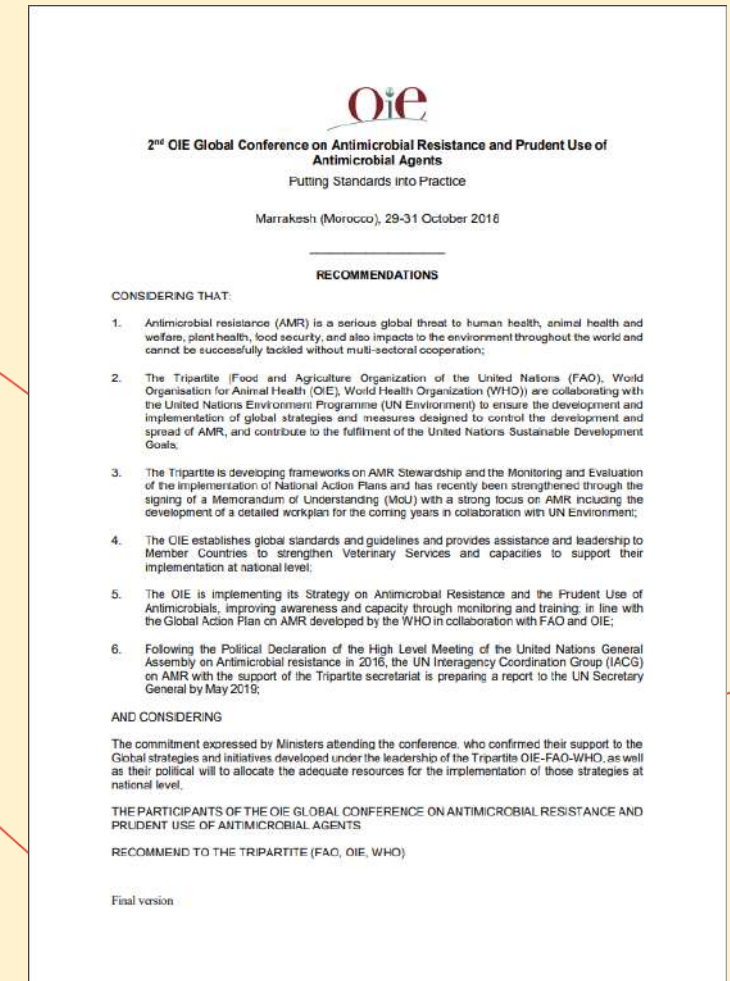 OiE
2nd OIE Global Conference on Antimicrobial Resistance and Prudent Use of
Antimicrobial Agents
Putting Standards into Practice
Marrakesh (Morocco), 29-31 October 2018
RECOMMENDATIONS
CONSIDERING THAT:
1. Antimicrobial resistance (AMR) is a serious global threat to human health, animal health and
welfare, plant health, food security, and also impacts to the environment throughout the world and
cannot be successfully tackled without multi-sectoral cooperation;
2. The Tripartite (Food and Agriculture Organization of the United Nations (FAO), World
Organisation for Animal Health (OIE), World Health Organization (WHO)) are collaborating with
the United Nations Environment Programme (UN Environment) to ensure the development and
implementation of global strategies and measures designed to control the development and
spread of AMR, and contribute to the fulfilment of the United Nations Sustainable Development
Goals;
3. The Tripartite is developing frameworks on AMR Stewardship and the Monitoring and Evaluation
of the implementation of National Action Plans and has recently been strengthened through the
signing of a Memorandum of Understanding (MoU) with a strong focus on AMR including the
development of a detailed workplan for the coming years in collaboration with UN Environment;
4. The OIE establishes global standards and guidelines and provides assistance and leadership to
Member Countries to strengthen Veterinary Services and capacities to support their
implementation at national level;
5. The OIE is implementing its Strategy on Antimicrobial Resistance and the Prudent Use of
Antimicrobials, improving awareness and capacity through monitoring and training; in line with
the Global Action Plan on AMR developed by the WHO in collaboration with FAO and OIE;
6. Following the Political Declaration of the High Level Meeting of the United Nations General
Assembly on Antimicrobial resistance in 2016, the UN Interagency Coordination Group (IACG)
on AMR with the support of the Tripartite secretariat is preparing a report to the UN Secretary
General by May 2019;
AND CONSIDERING
The commitment expressed by Ministers attending the conference, who confirmed their support to the
Global strategies and initiatives developed under the leadership of the Tripartite OIE-FAO-WHO, as well
as their political will to allocate the adequate resources for the implementation of those strategies at
national level,
THE PARTICIPANTS OF THE OIE GLOBAL CONFERENCE ON ANTIMICROBIAL RESISTANCE AND
PRUDENT USE OF ANTIMICROBIAL AGENTS
RECOMMEND TO THE TRIPARTITE (FAO, OIE, WHO)
Final version